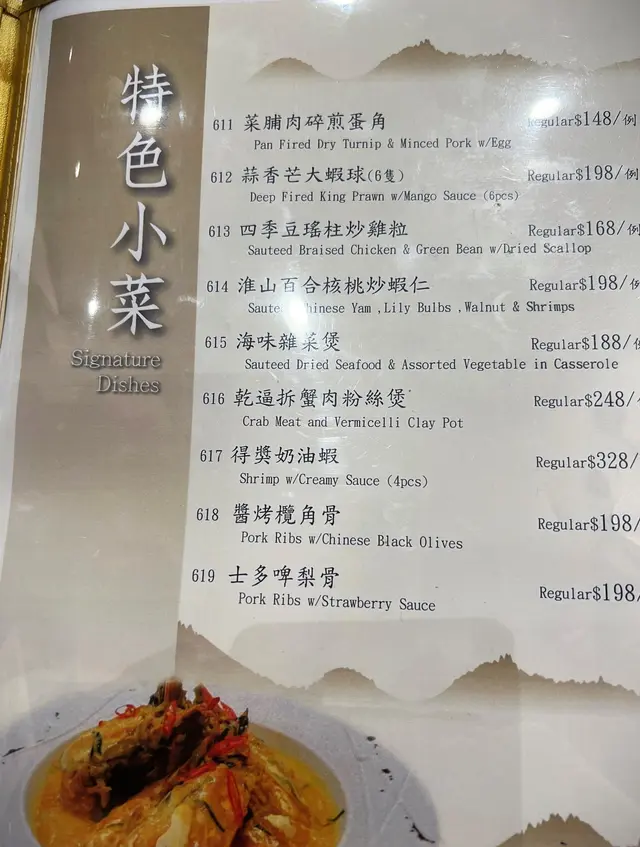 特色小菜
Signature
Dishes
611 菜脯肉碎煎蛋角 Regular$148/例
Pan Fired Dry Turnip & Minced Pork w/Egg
612 蒜香芒大蝦球(6隻) Regular$198/例
Deep Fired King Prawn w/Mango Sauce (6pcs)
613 四季豆瑤柱炒雞粒 Regular$168/例
Sauteed Braised Chicken & Green Bean w/Dried Scallop
614 淮山百合核桃炒蝦仁 Regular$198/例
Chinese Yam ,Lily Bulbs ,Walnut & Shrimps
615 海味雜菜煲 Regular$188/
Sauteed Dried Seafood & Assorted Vegetable in Casserole
616 乾逼拆蟹肉粉絲煲 Regular$248/
Crab Meat and Vermicelli Clay Pot
617 得獎奶油蝦 Regular$328/
Shrimp w/Creamy Sauce (4pcs)
618 醬烤欖角骨 Regular$198/
Pork Ribs w/Chinese Black Olives
619 士多啤梨骨 Regular$198/
Pork Ribs w/Strawberry Sauce